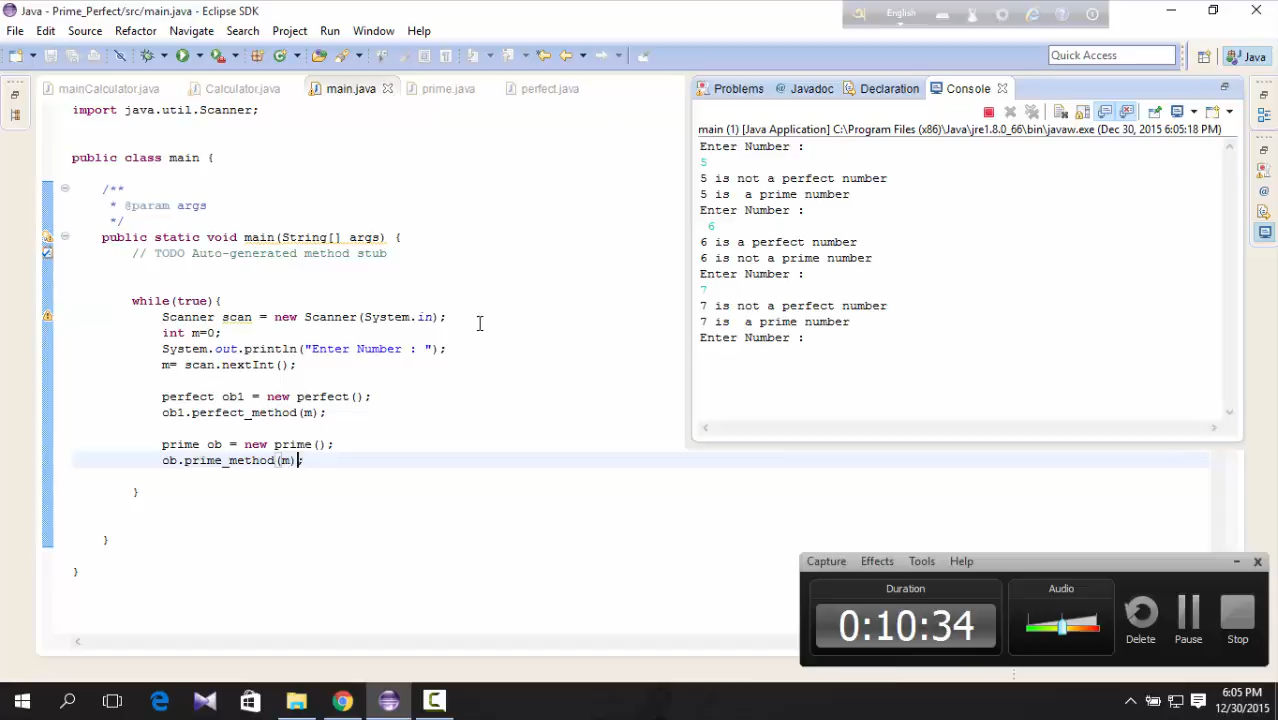 Java - Prime_Perfect/src/main.java - Eclipse SDK
English
File Edit Source Refactor Navigate Search Project Run Window Help
Quick Access
Java
mainCalculator.java Calculator.java main.java prime.java perfect.java
import java.util.Scanner;
public class main {
/**
* @param args
*/
public static void main(String[] args) {
// TODO Auto-generated method stub
while(true){
Scanner scan = new Scanner(System.in);
int m=0;
System.out.println("Enter Number : ");
m= scan.nextInt();
perfect ob1 = new perfect();
ob1.perfect_method(m);
prime ob = new prime();
ob.prime_method(m);
}
}
}
Problems @ Javadoc Declaration Console
main (1) [Java Application] C:\Program Files (x86)\Java\jre1.8.0_66\bin\javaw.exe (Dec 30, 2015 6:05:18 PM)
Enter Number :
5
5 is not a perfect number
5 is  a prime number
Enter Number :
6
6 is a perfect number
6 is not a prime number
Enter Number :
7
7 is not a perfect number
7 is  a prime number
Enter Number :
Capture Effects Tools Help
Duration
0:10:34
Audio
Delete Pause Stop
6:05 PM
12/30/2015